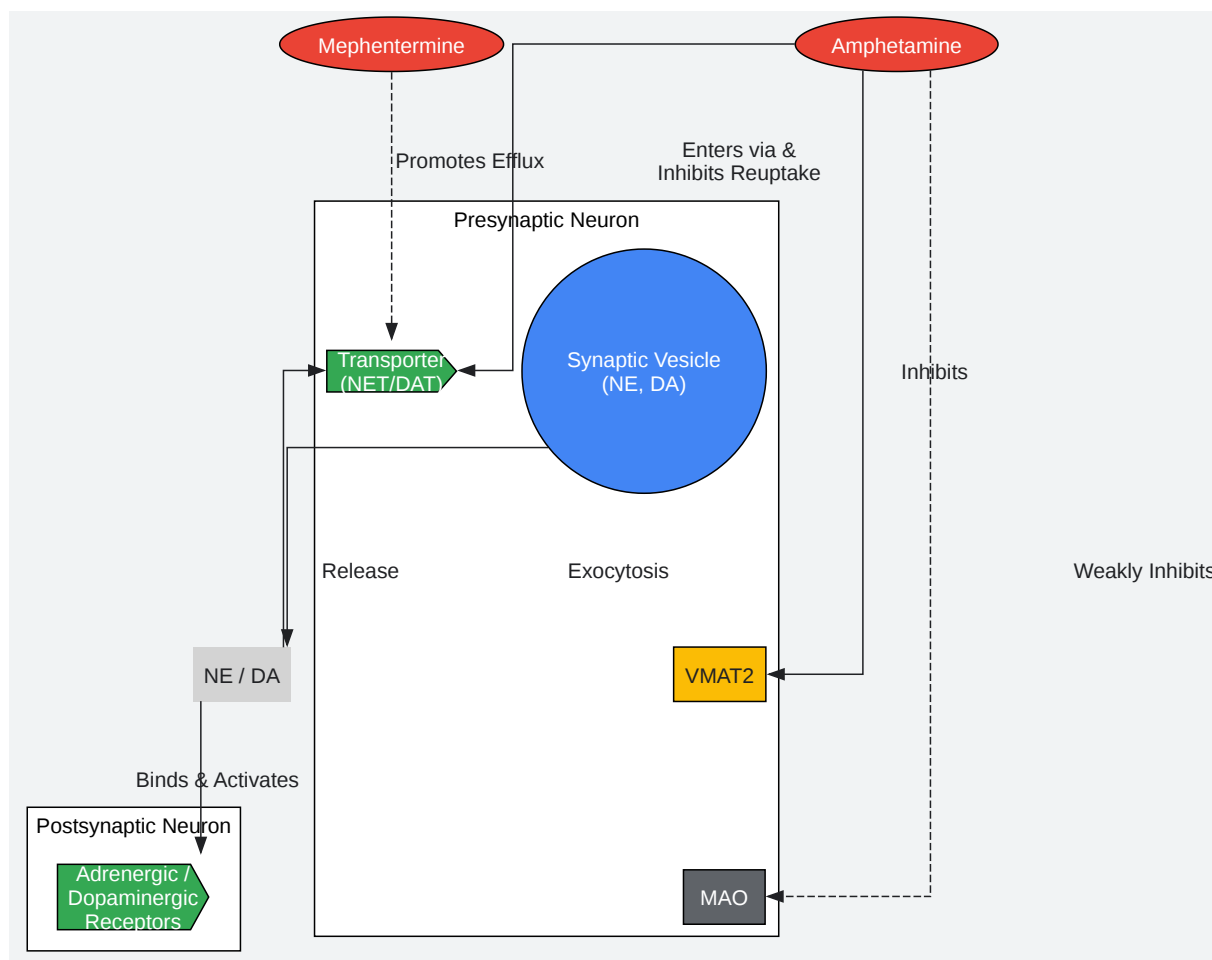 Mephentermine
Amphetamine
Promotes Efflux
Enters via &
Inhibits Reuptake
Presynaptic Neuron
Transporter
(NET/DAT)
Synaptic Vesicle
(NE, DA)
Inhibits
Release
Exocytosis
Weakly Inhibits
NE / DA
VMAT2
Binds & Activates
Postsynaptic Neuron
Adrenergic /
Dopaminergic
Receptors
MAO